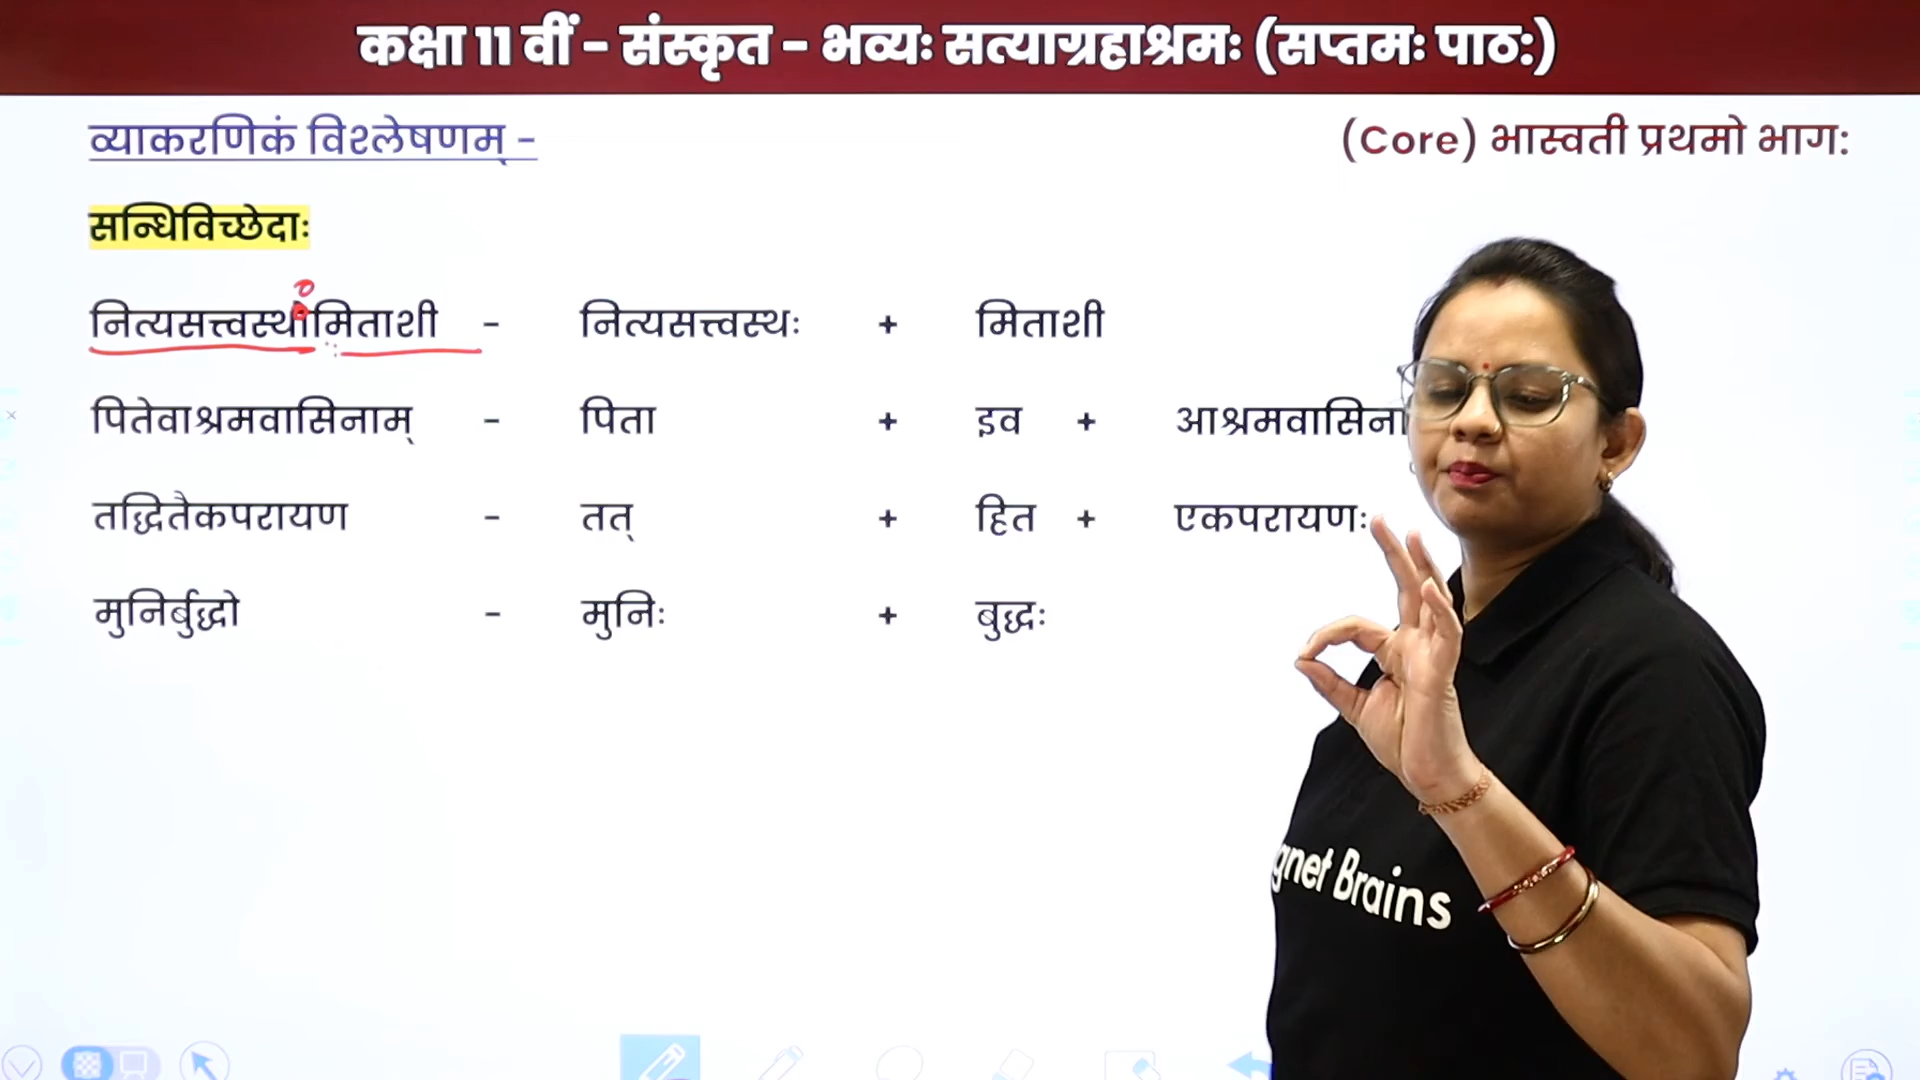 कक्षा 11 वीं - संस्कृत - भव्यः सत्याग्रहाश्रमः (सप्तमः पाठः)
व्याकरणिकं विश्लेषणम् -
(Core) भास्वती प्रथमो भागः
सन्धिविच्छेदाः
नित्यसत्त्वस्थोमिताशी - नित्यसत्त्वस्थः + मिताशी
पितेवाश्रमवासिनाम् - पिता + इव + आश्रमवासिना
तद्धितैकपरायण - तत् + हित + एकपरायणः
मुनिर्बुद्धो - मुनिः + बुद्धः
gnet Brains